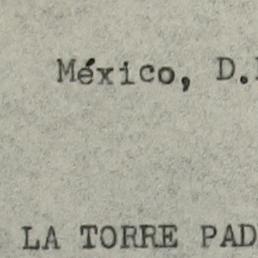 México, D.
LA TORRE PAD